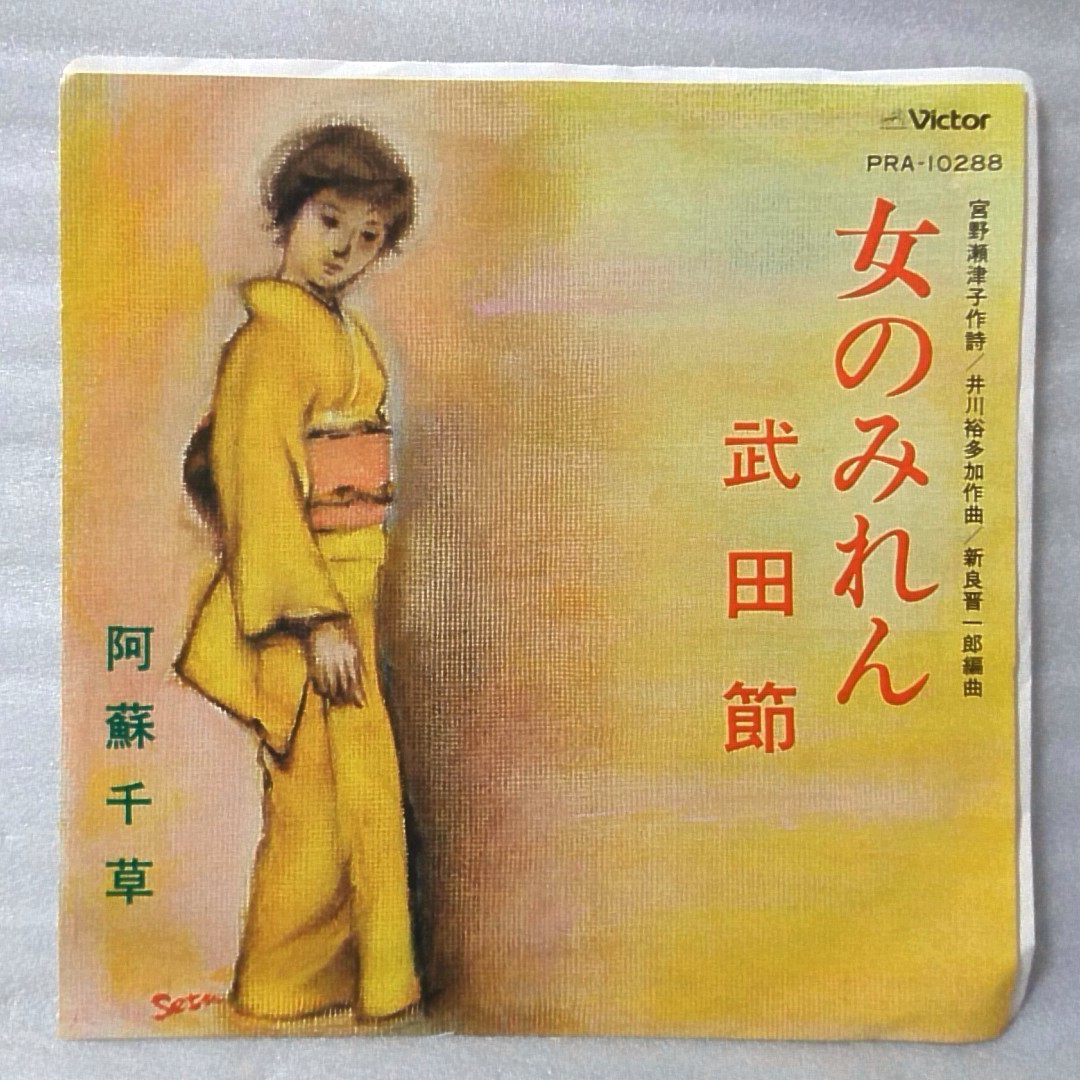 Victor
PRA-10288
宮野瀬津子作詩/井川裕多加作曲/新良晋一郎編曲
女のみれん
武田節
阿蘇千草